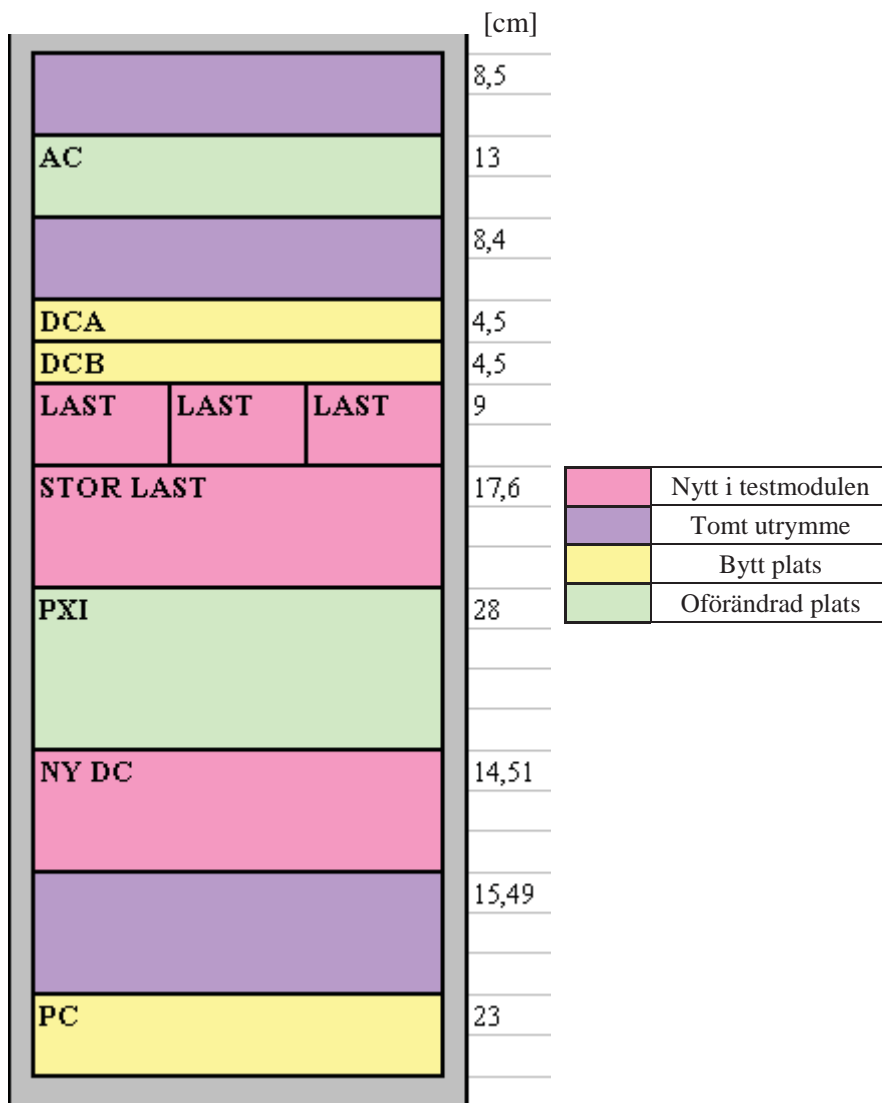 [cm]
8,5
AC 13
8,4
DCA 4,5
DCB 4,5
LAST LAST LAST 9
STOR LAST 17,6
Nytt i testmodulen
Tomt utrymme
Bytt plats
Oförändrad plats
PXI 28
NY DC 14,51
15,49
PC 23